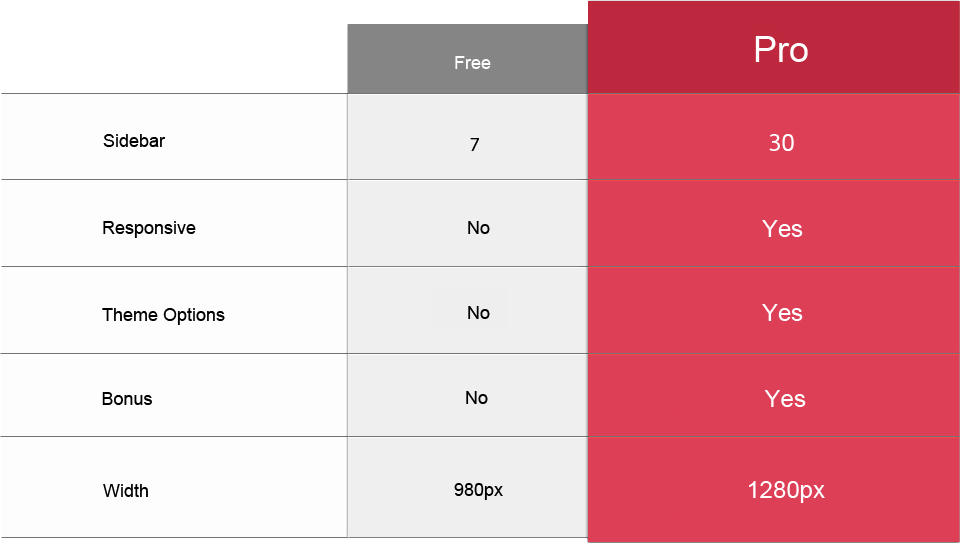 Free Pro
Sidebar 7 30
Responsive No Yes
Theme Options No Yes
Bonus No Yes
Width 980px 1280px